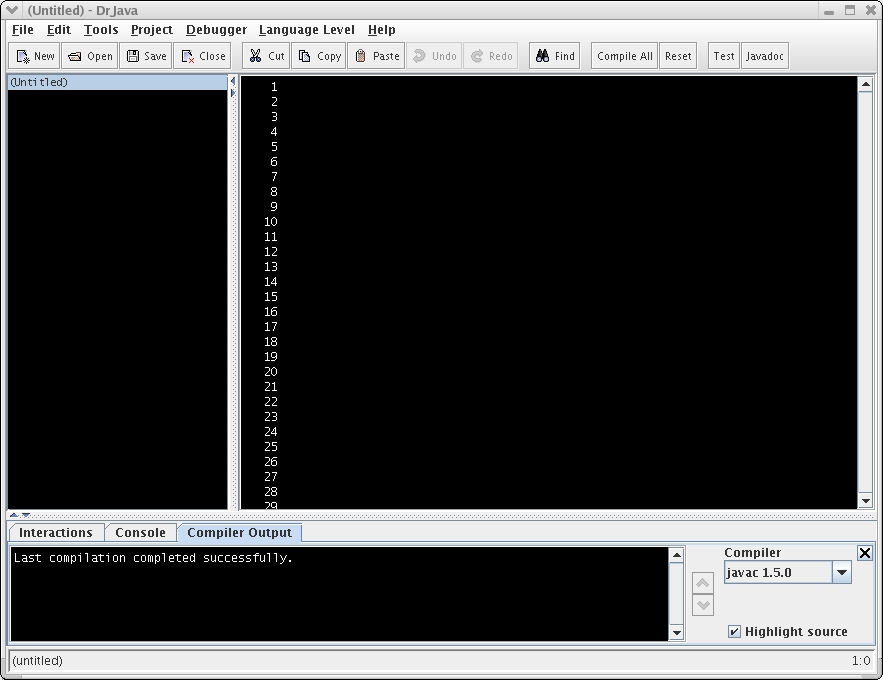 (Untitled) - DrJava
File Edit Tools Project Debugger Language Level Help
New Open Save Close Cut Copy Paste Undo Redo Find Compile All Reset Test Javadoc
(Untitled)
1
2
3
4
5
6
7
8
9
10
11
12
13
14
15
16
17
18
19
20
21
22
23
24
25
26
27
28
29
Interactions Console Compiler Output
Last compilation completed successfully.
Compiler
javac 1.5.0
Highlight source
(untitled) 1:0